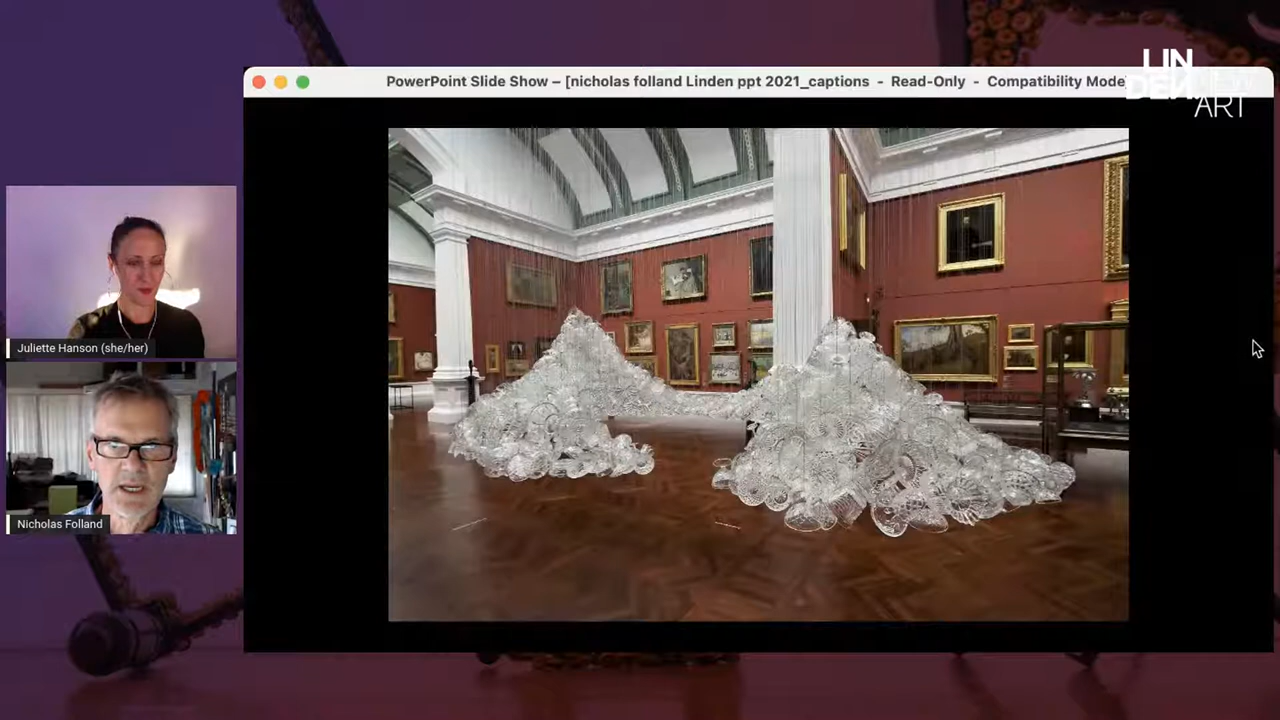 PowerPoint Slide Show – [nicholas folland Linden ppt 2021_captions - Read-Only - Compatibility Mode]
LIN
DEN
ART
Juliette Hanson (she/her)
Nicholas Folland